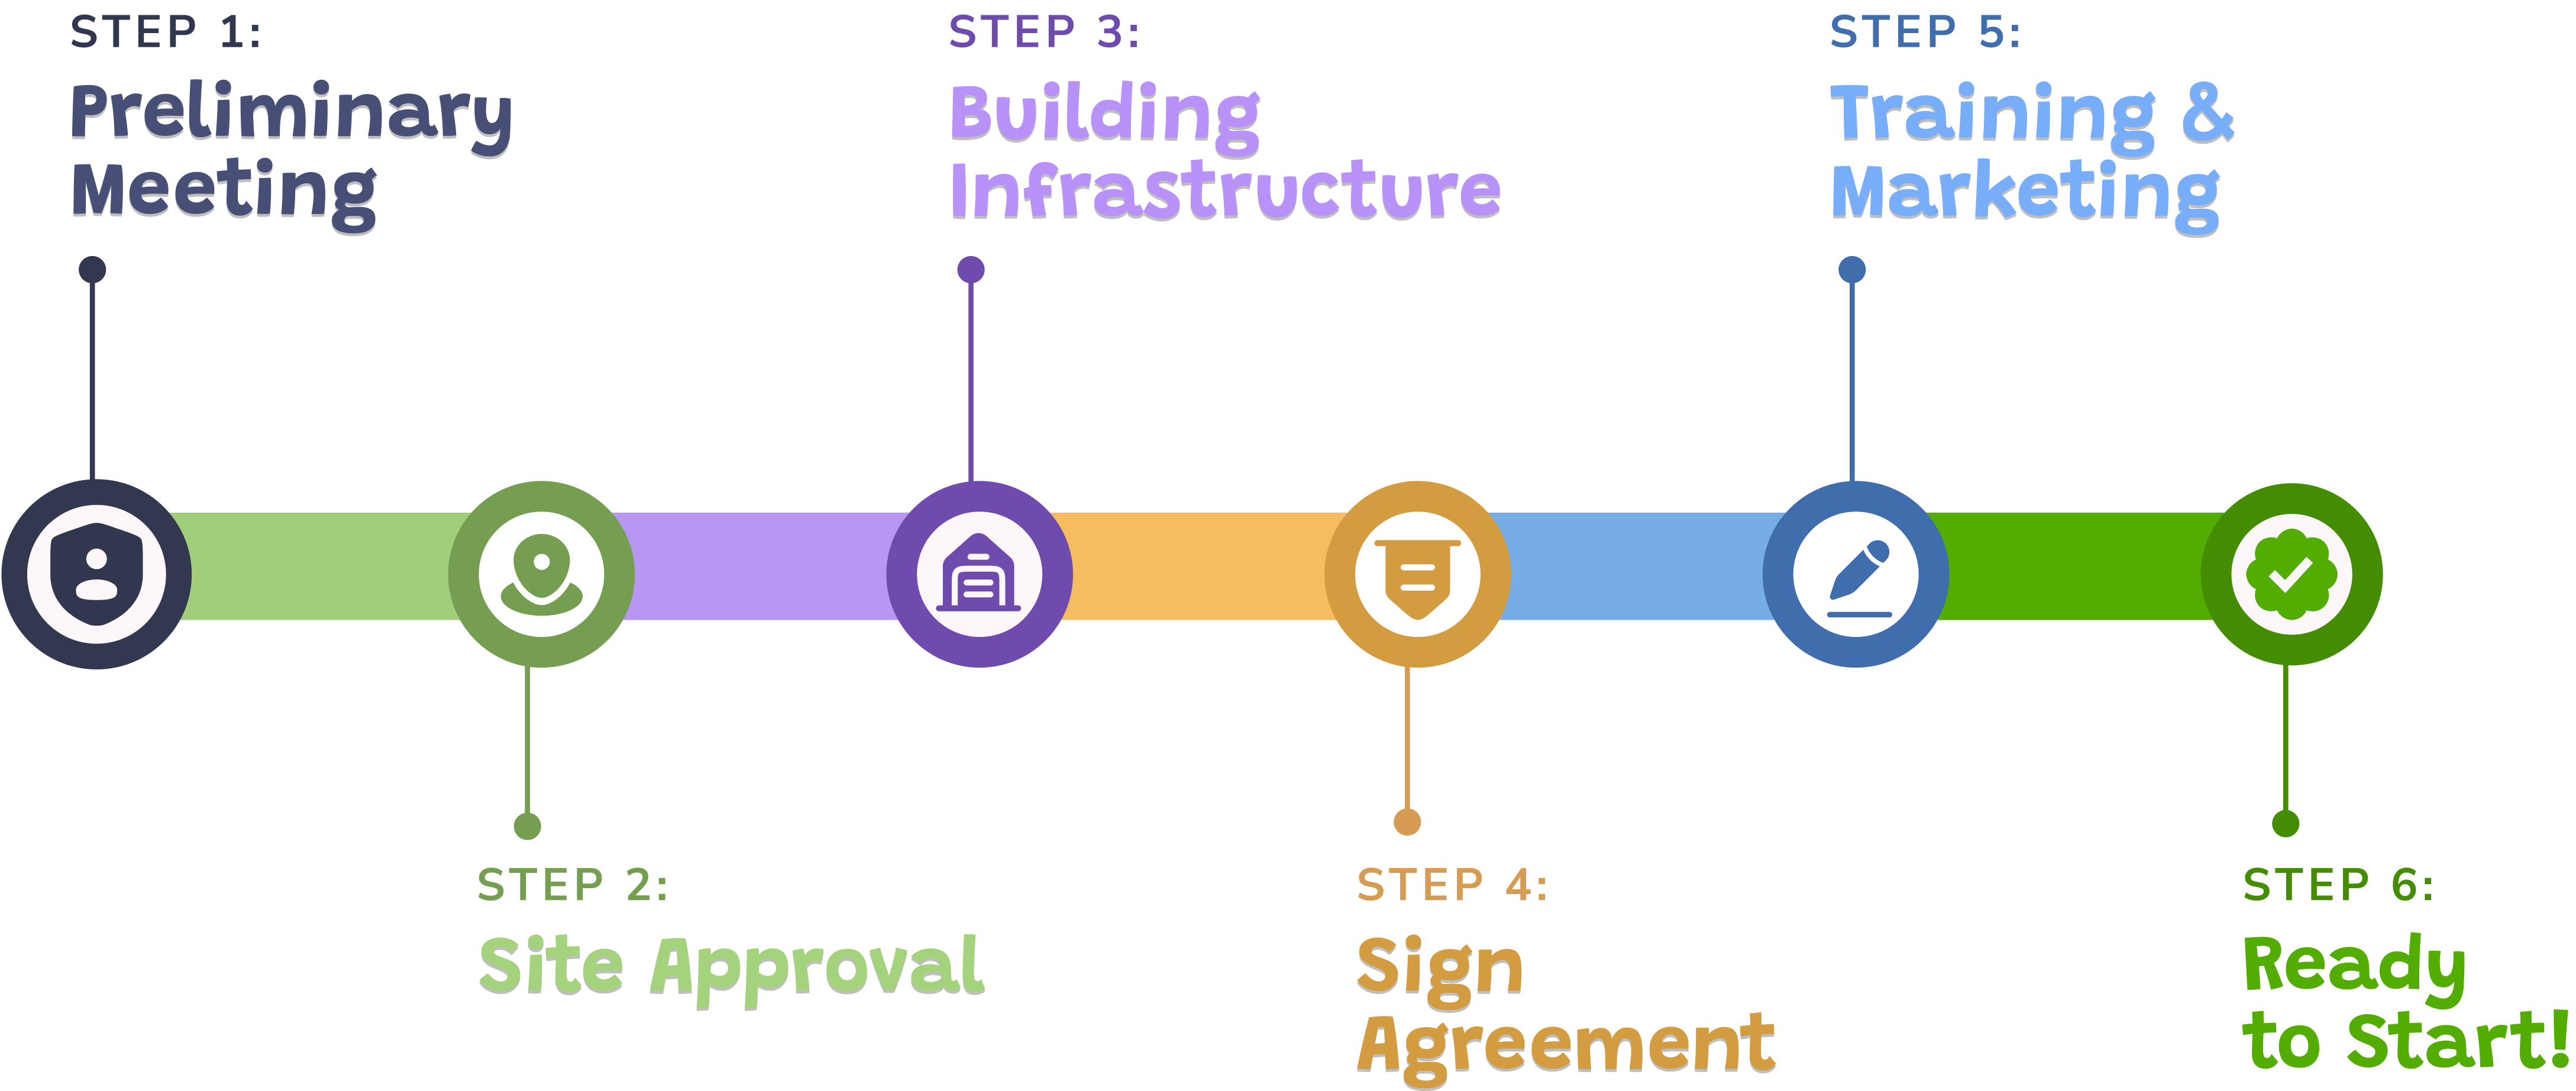 STEP 1:
Preliminary
Meeting
STEP 2:
Site Approval
STEP 3:
Building
Infrastructure
STEP 4:
Sign
Agreement
STEP 5:
Training &
Marketing
STEP 6:
Ready
to Start!